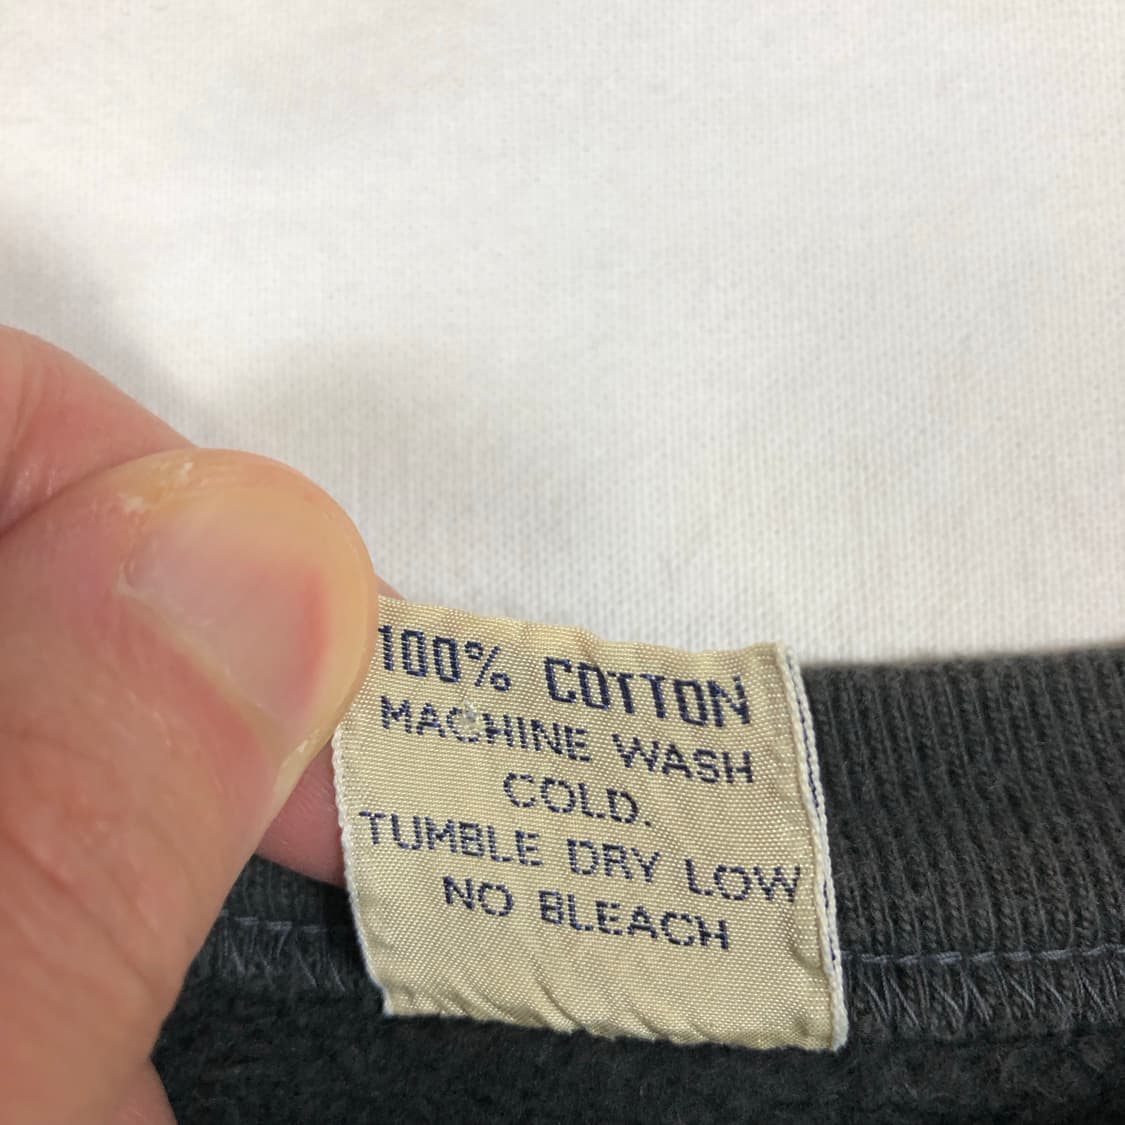 100% COTTON
MACHINE WASH
COLD.
TUMBLE DRY LOW
NO BLEACH